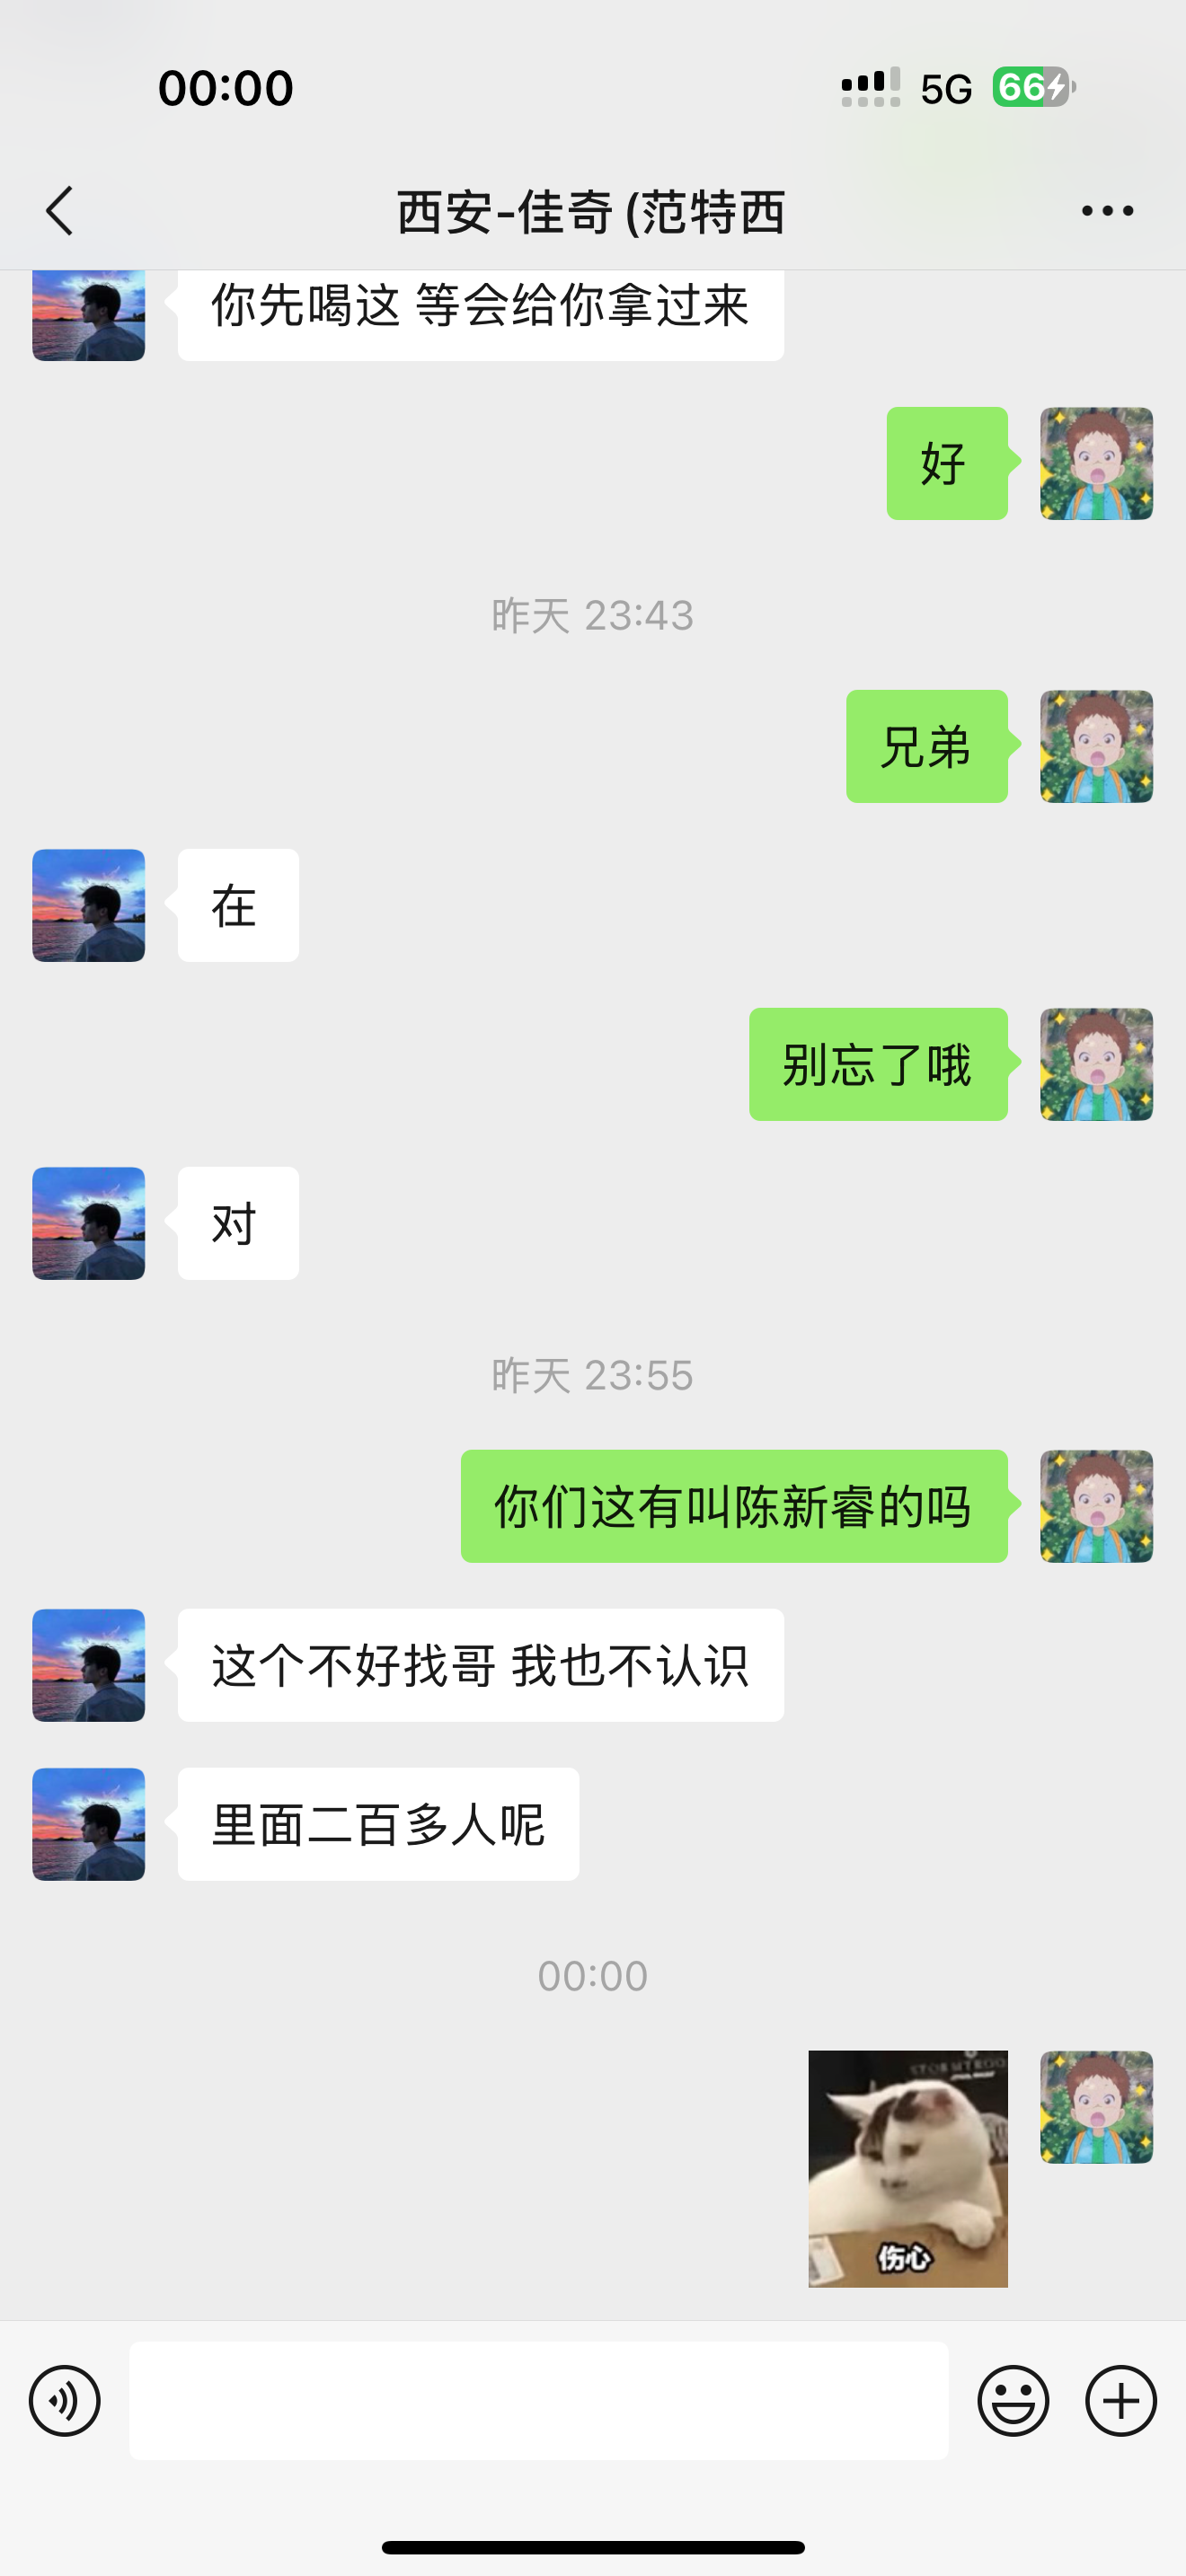 00:00
5G
66
西安-佳奇 (范特西
你先喝这 等会给你拿过来
好
昨天 23:43
兄弟
在
别忘了哦
对
昨天 23:55
你们这有叫陈新睿的吗
这个不好找哥 我也不认识
里面二百多人呢
00:00
伤心